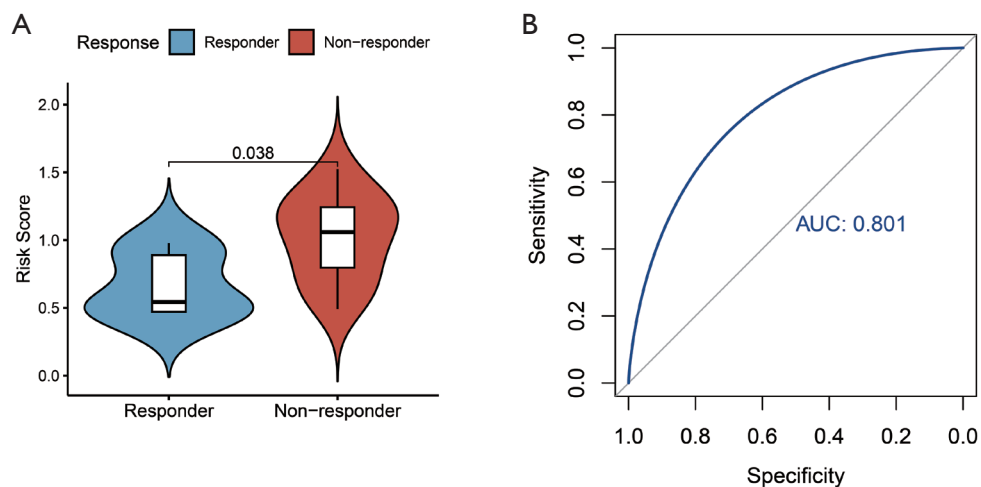 A
Response Responder Non-responder
Risk Score
2.0
1.5
1.0
0.5
0.0
0.038
Responder Non-responder
B
Sensitivity
1.0
0.8
0.6
0.4
0.2
0.0
AUC: 0.801
1.0 0.8 0.6 0.4 0.2 0.0
Specificity